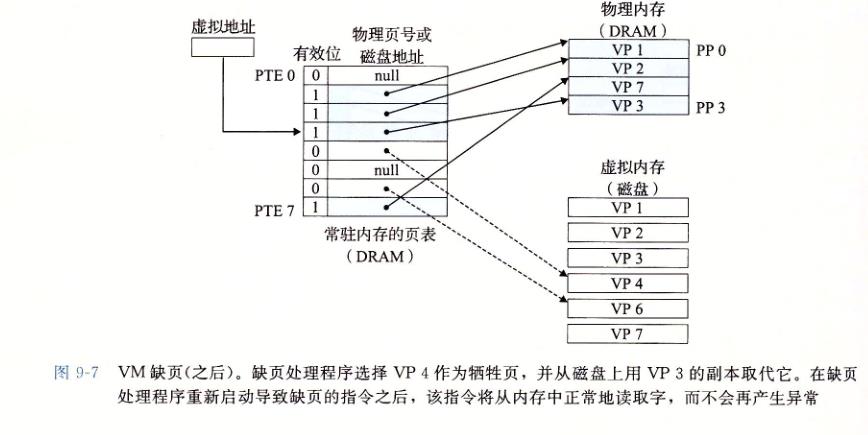 虚拟地址
物理页号或
磁盘地址
有效位
PTE 0
0
null
1
1
1
0
0
null
0
PTE 7
1
常驻内存的页表
（DRAM）
物理内存
（DRAM）
VP 1
PP 0
VP 2
VP 7
VP 3
PP 3
虚拟内存
（磁盘）
VP 1
VP 2
VP 3
VP 4
VP 6
VP 7
图 9-7 VM 缺页(之后)。缺页处理程序选择 VP 4 作为牺牲页，并从磁盘上用 VP 3 的副本取代它。在缺页
处理程序重新启动导致缺页的指令之后，该指令将从内存中正常地读取字，而不会再产生异常